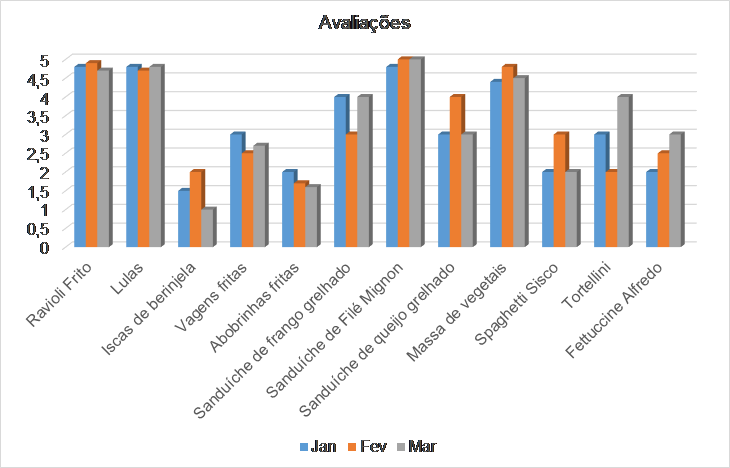 Avaliações
5
4,5
4
3,5
3
2,5
2
1,5
1
0,5
0
Ravioli Frito
Lulas
Iscas de berinjela
Vagens fritas
Abobrinhas fritas
Sanduíche de frango grelhado
Sanduíche de Filé Mignon
Sanduíche de queijo grelhado
Massa de vegetais
Spaghetti Sisco
Tortellini
Fettuccine Alfredo
Jan Fev Mar